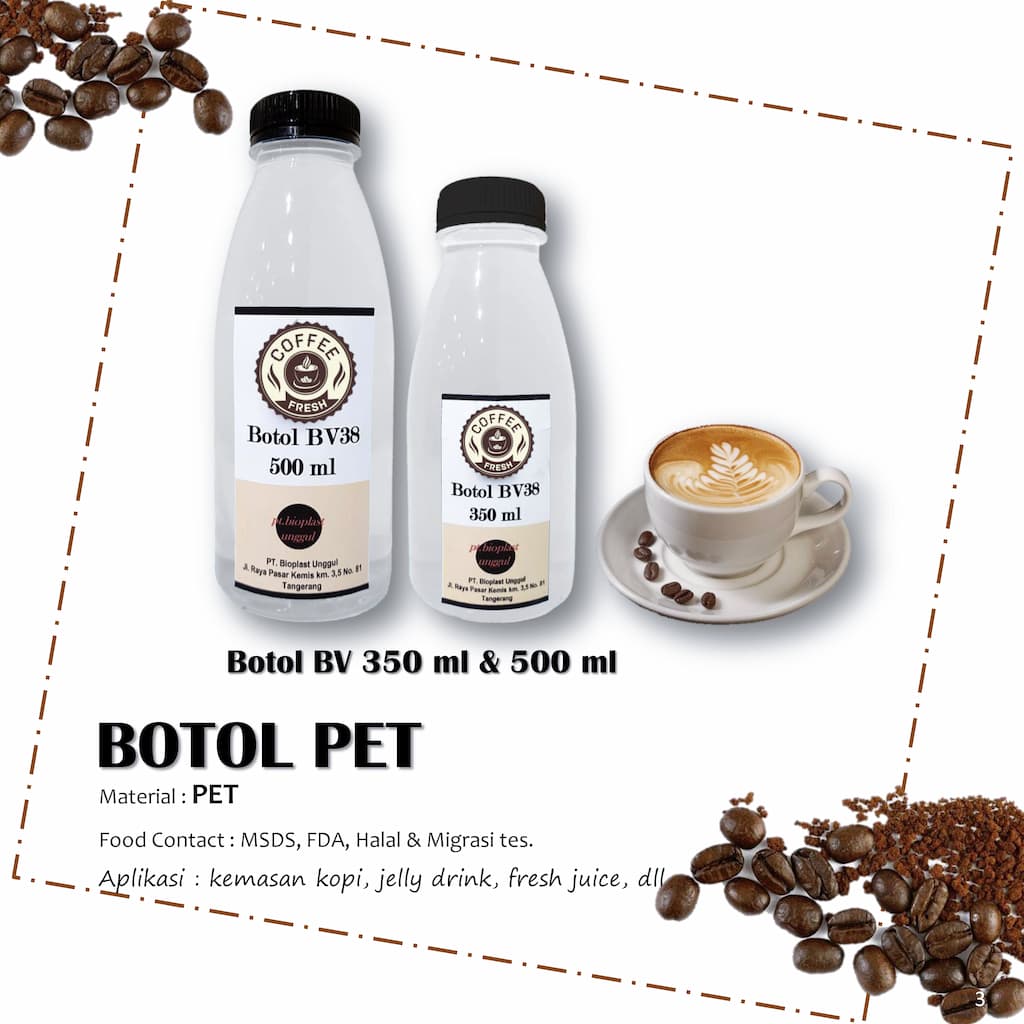 COFFEE
FRESH
Botol BV38
500 ml
pt.bioplast
unggul
PT. Bioplast Unggul
Jl. Raya Pasar Kemis km. 3,5 No. 81
Tangerang
COFFEE
FRESH
Botol BV38
350 ml
pt.bioplast
unggul
PT. Bioplast Unggul
Jl. Raya Pasar Kemis km. 3,5 No. 81
Tangerang
Botol BV 350 ml & 500 ml
BOTOL PET
Material : PET
Food Contact : MSDS, FDA, Halal & Migrasi tes.
Aplikasi : kemasan kopi, jelly drink, fresh juice, dll
3